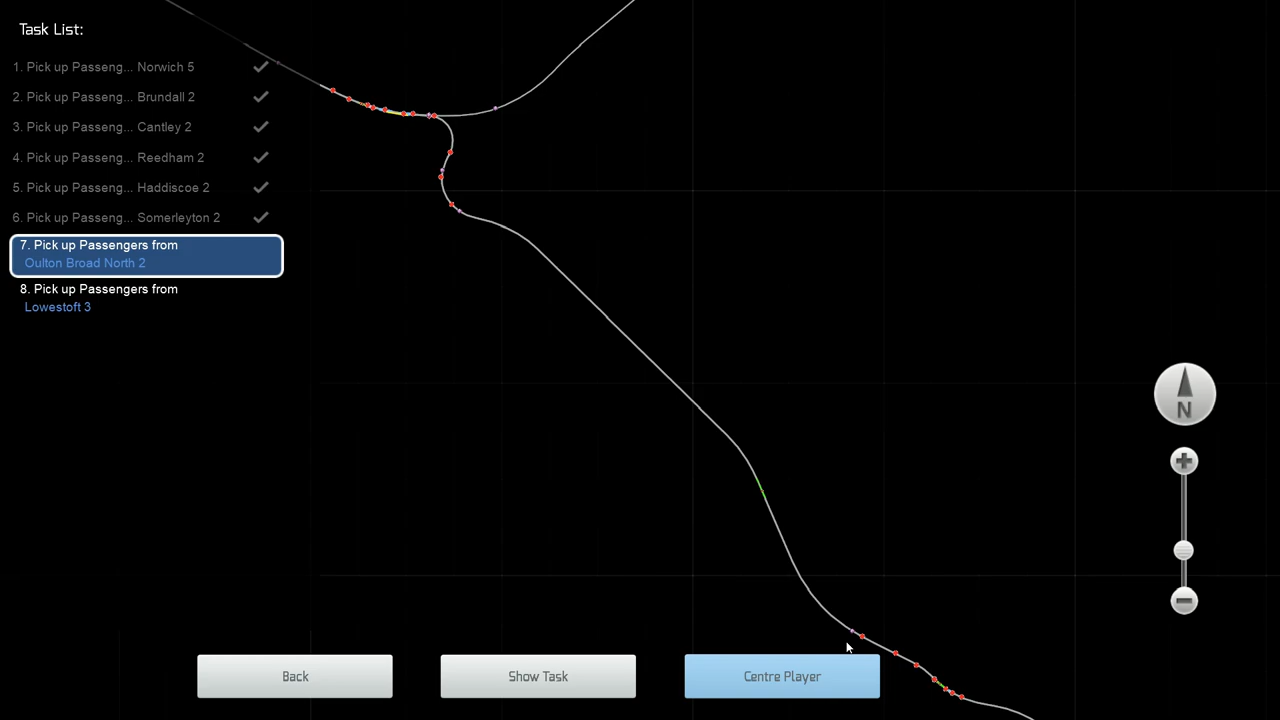 Task List:
1. Pick up Passeng... Norwich 5
2. Pick up Passeng... Brundall 2
3. Pick up Passeng... Cantley 2
4. Pick up Passeng... Reedham 2
5. Pick up Passeng... Haddiscoe 2
6. Pick up Passeng... Somerleyton 2
7. Pick up Passengers from
Oulton Broad North 2
8. Pick up Passengers from
Lowestoft 3
N
Back
Show Task
Centre Player